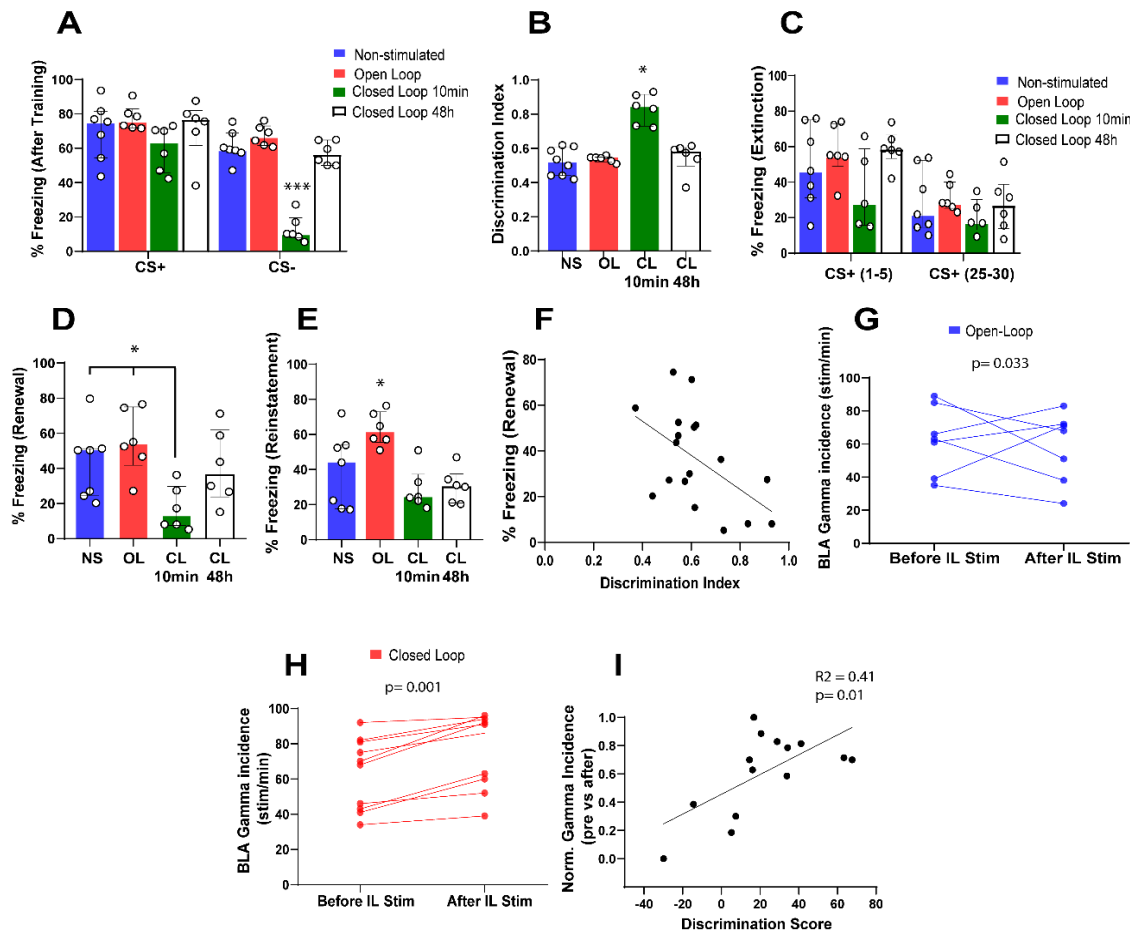 A
Non-stimulated
Open Loop
Closed Loop 10min
Closed Loop 48h
% Freezing (After Training)
100
80
60
40
20
0
***
CS+
CS-
B
Discrimination Index
1.0
0.8
0.6
0.4
0.2
0.0
*
NS
OL
CL
10min
CL
48h
C
Non-stimulated
Open Loop
Closed Loop 10min
Closed Loop 48h
% Freezing (Extinction)
100
80
60
40
20
0
CS+ (1-5)
CS+ (25-30)
D
% Freezing (Renewal)
100
80
60
40
20
0
*
NS
OL
CL
10min
CL
48h
E
% Freezing (Reinstatement)
100
80
60
40
20
0
*
NS
OL
CL
10min
CL
48h
F
% Freezing (Renewal)
80
60
40
20
0
0.0
0.2
0.4
0.6
0.8
1.0
Discrimination Index
G
Open-Loop
p= 0.033
BLA Gamma incidence (stim/min)
100
80
60
40
20
0
Before IL Stim
After IL Stim
H
Closed Loop
p= 0.001
BLA Gamma incidence
(stim/min)
100
80
60
40
20
0
Before IL Stim
After IL Stim
I
R2 = 0.41
p= 0.01
Norm. Gamma Incidence
(pre vs after)
1.0
0.8
0.6
0.4
0.2
0.0
-40
-20
0
20
40
60
80
Discrimination Score